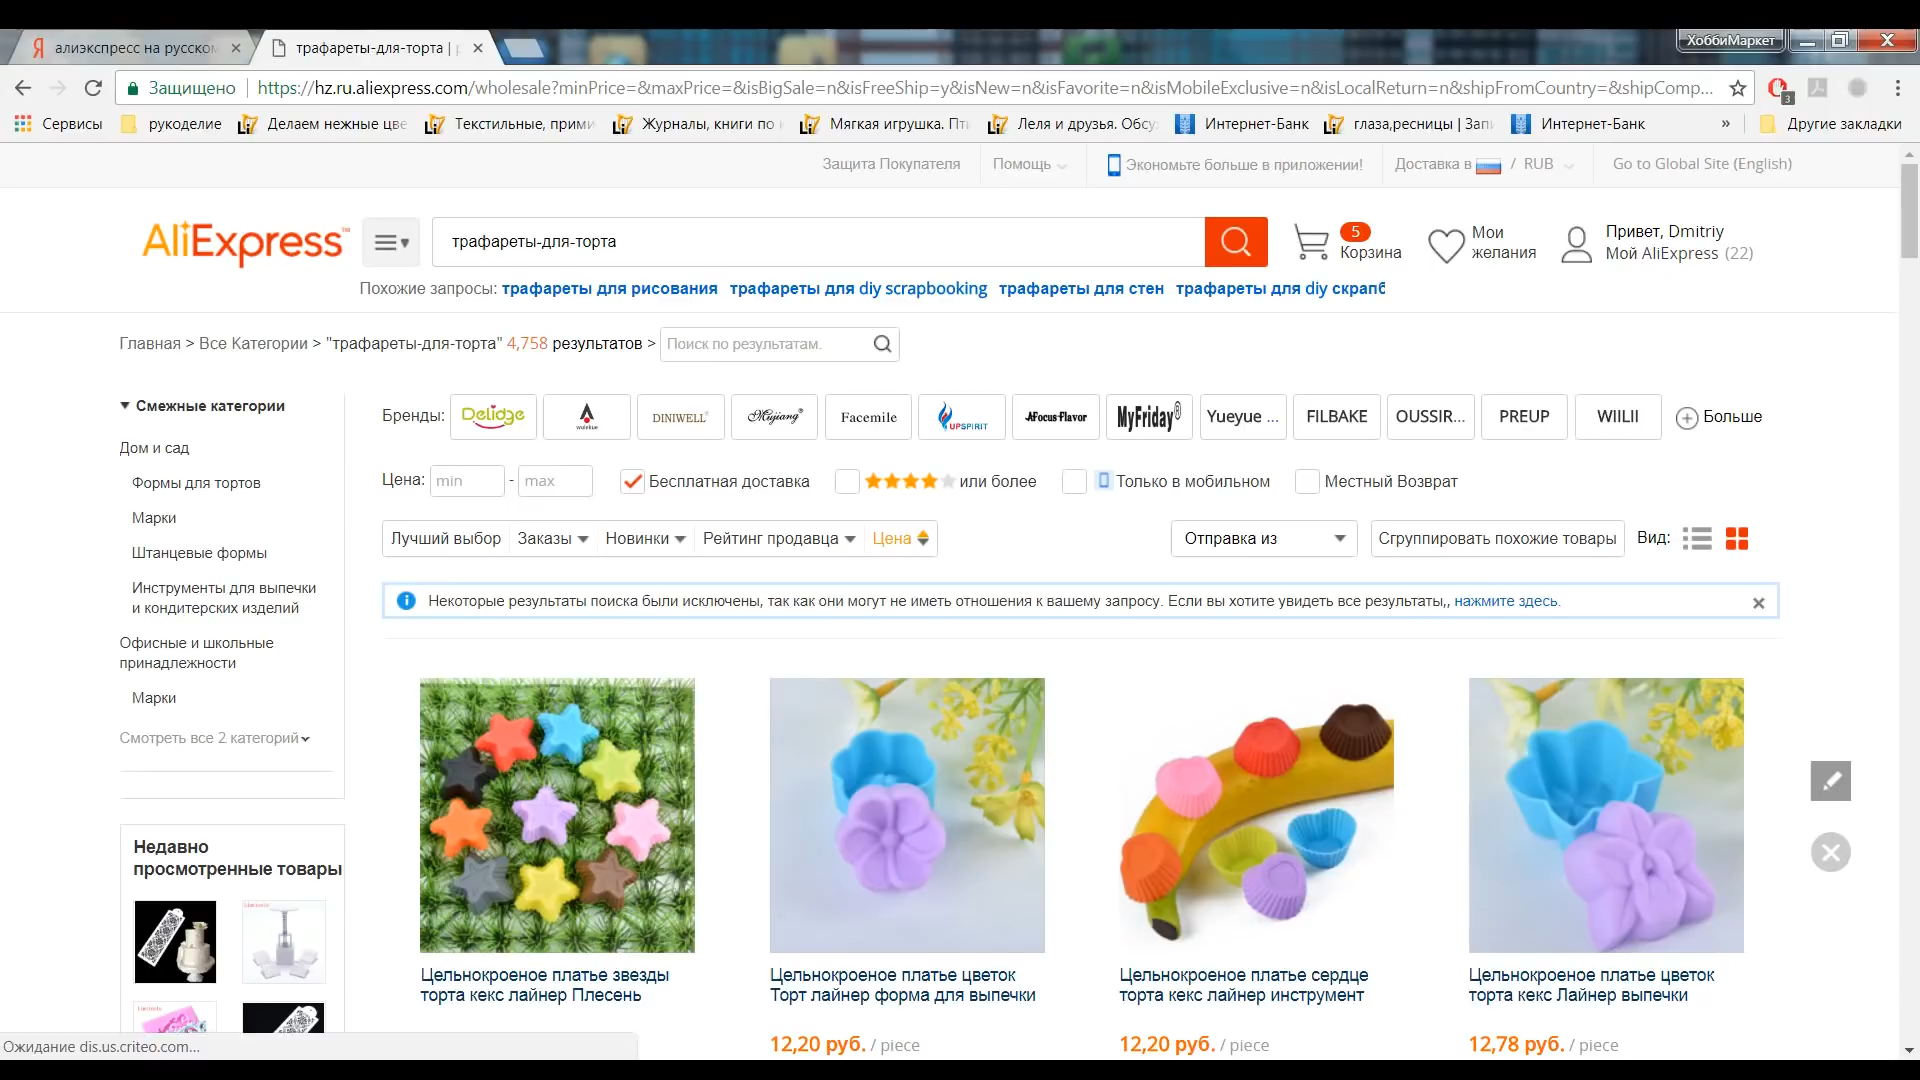 алиэкспресс на русском
трафареты-для-торта |
ХоббиМаркет
Защищено
https://hz.ru.aliexpress.com/wholesale?minPrice=&maxPrice=&isBigSale=n&isFreeShip=y&isNew=n&isFavorite=n&isMobileExclusive=n&isLocalReturn=n&shipFromCountry=&shipComp...
3
Сервисы
рукоделие
Делаем нежные цве
Текстильные, прими
Журналы, книги по
Мягкая игрушка. Пти
Леля и друзья. Обсу
Интернет-Банк
глаза,ресницы | Запи
Интернет-Банк
»
Другие закладки
Защита Покупателя
Помощь
Экономьте больше в приложении!
Доставка в / RUB
Go to Global Site (English)
AliExpress™
трафареты-для-торта
5
Корзина
Мои
желания
Привет, Dmitriy
Мой AliExpress (22)
Похожие запросы: трафареты для рисования трафареты для diy scrapbooking трафареты для стен трафареты для diy скрапб
Главная > Все Категории > "трафареты-для-торта" 4,758 результатов >
Поиск по результатам.
Смежные категории
Дом и сад
Формы для тортов
Марки
Штанцевые формы
Инструменты для выпечки
и кондитерских изделий
Офисные и школьные
принадлежности
Марки
Смотреть все 2 категорий
Бренды:
Delidge
walekue
DINIWELL
Mujiang
Facemile
UPSPIRIT
AFocus-flavor
MyFriday®
Yueyue ...
FILBAKE
OUSSIR...
PREUP
WIILII
Больше
Цена: min - max
Бесплатная доставка
или более
Только в мобильном
Местный Возврат
Лучший выбор
Заказы
Новинки
Рейтинг продавца
Цена
Отправка из
Сгруппировать похожие товары
Вид:
Некоторые результаты поиска были исключены, так как они могут не иметь отношения к вашему запросу. Если вы хотите увидеть все результаты,, нажмите здесь.
Недавно
просмотренные товары
Цельнокроеное платье звезды
торта кекс лайнер Плесень
Цельнокроеное платье цветок
Торт лайнер форма для выпечки
12,20 руб. / piece
Цельнокроеное платье сердце
торта кекс лайнер инструмент
12,20 руб. / piece
Цельнокроеное платье цветок
торта кекс Лайнер выпечки
12,78 руб. / piece
Ожидание dis.us.criteo.com...